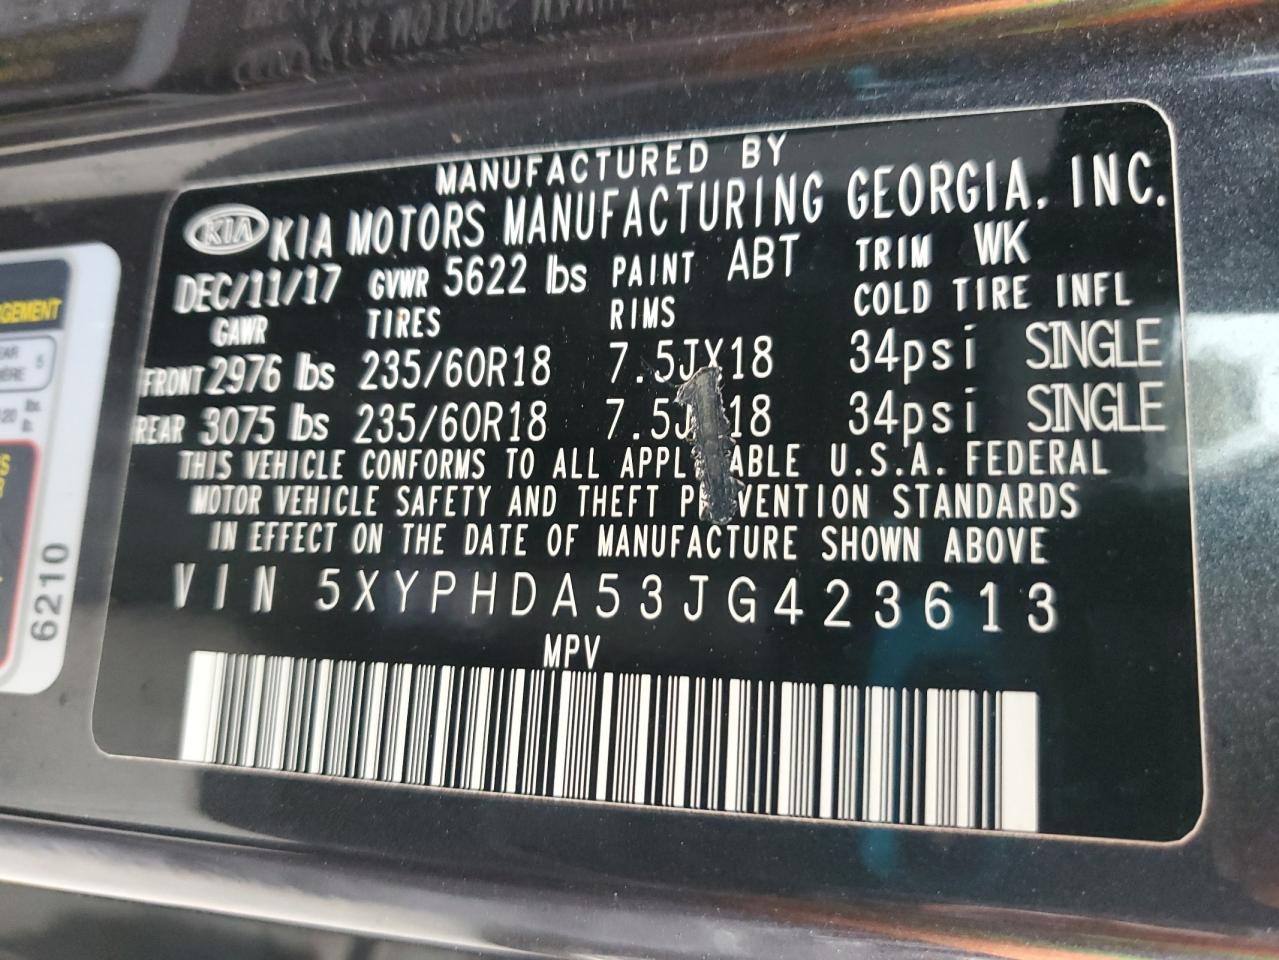 MANUFACTURED BY
KIA KIA MOTORS MANUFACTURING GEORGIA, INC.
DEC/11/17 GVWR 5622 lbs PAINT ABT TRIM WK
GAWR TIRES RIMS COLD TIRE INFL
FRONT 2976 lbs 235/60R18 7.5JX18 34psi SINGLE
REAR 3075 lbs 235/60R18 7.5J 18 34psi SINGLE
THIS VEHICLE CONFORMS TO ALL U.S.A. FEDERAL
MOTOR VEHICLE SAFETY AND THEFT STANDARDS
IN EFFECT ON THE DATE OF MANUFACTURE SHOWN ABOVE
VIN 5XYPHDA53JG423613
MPV
6210
5